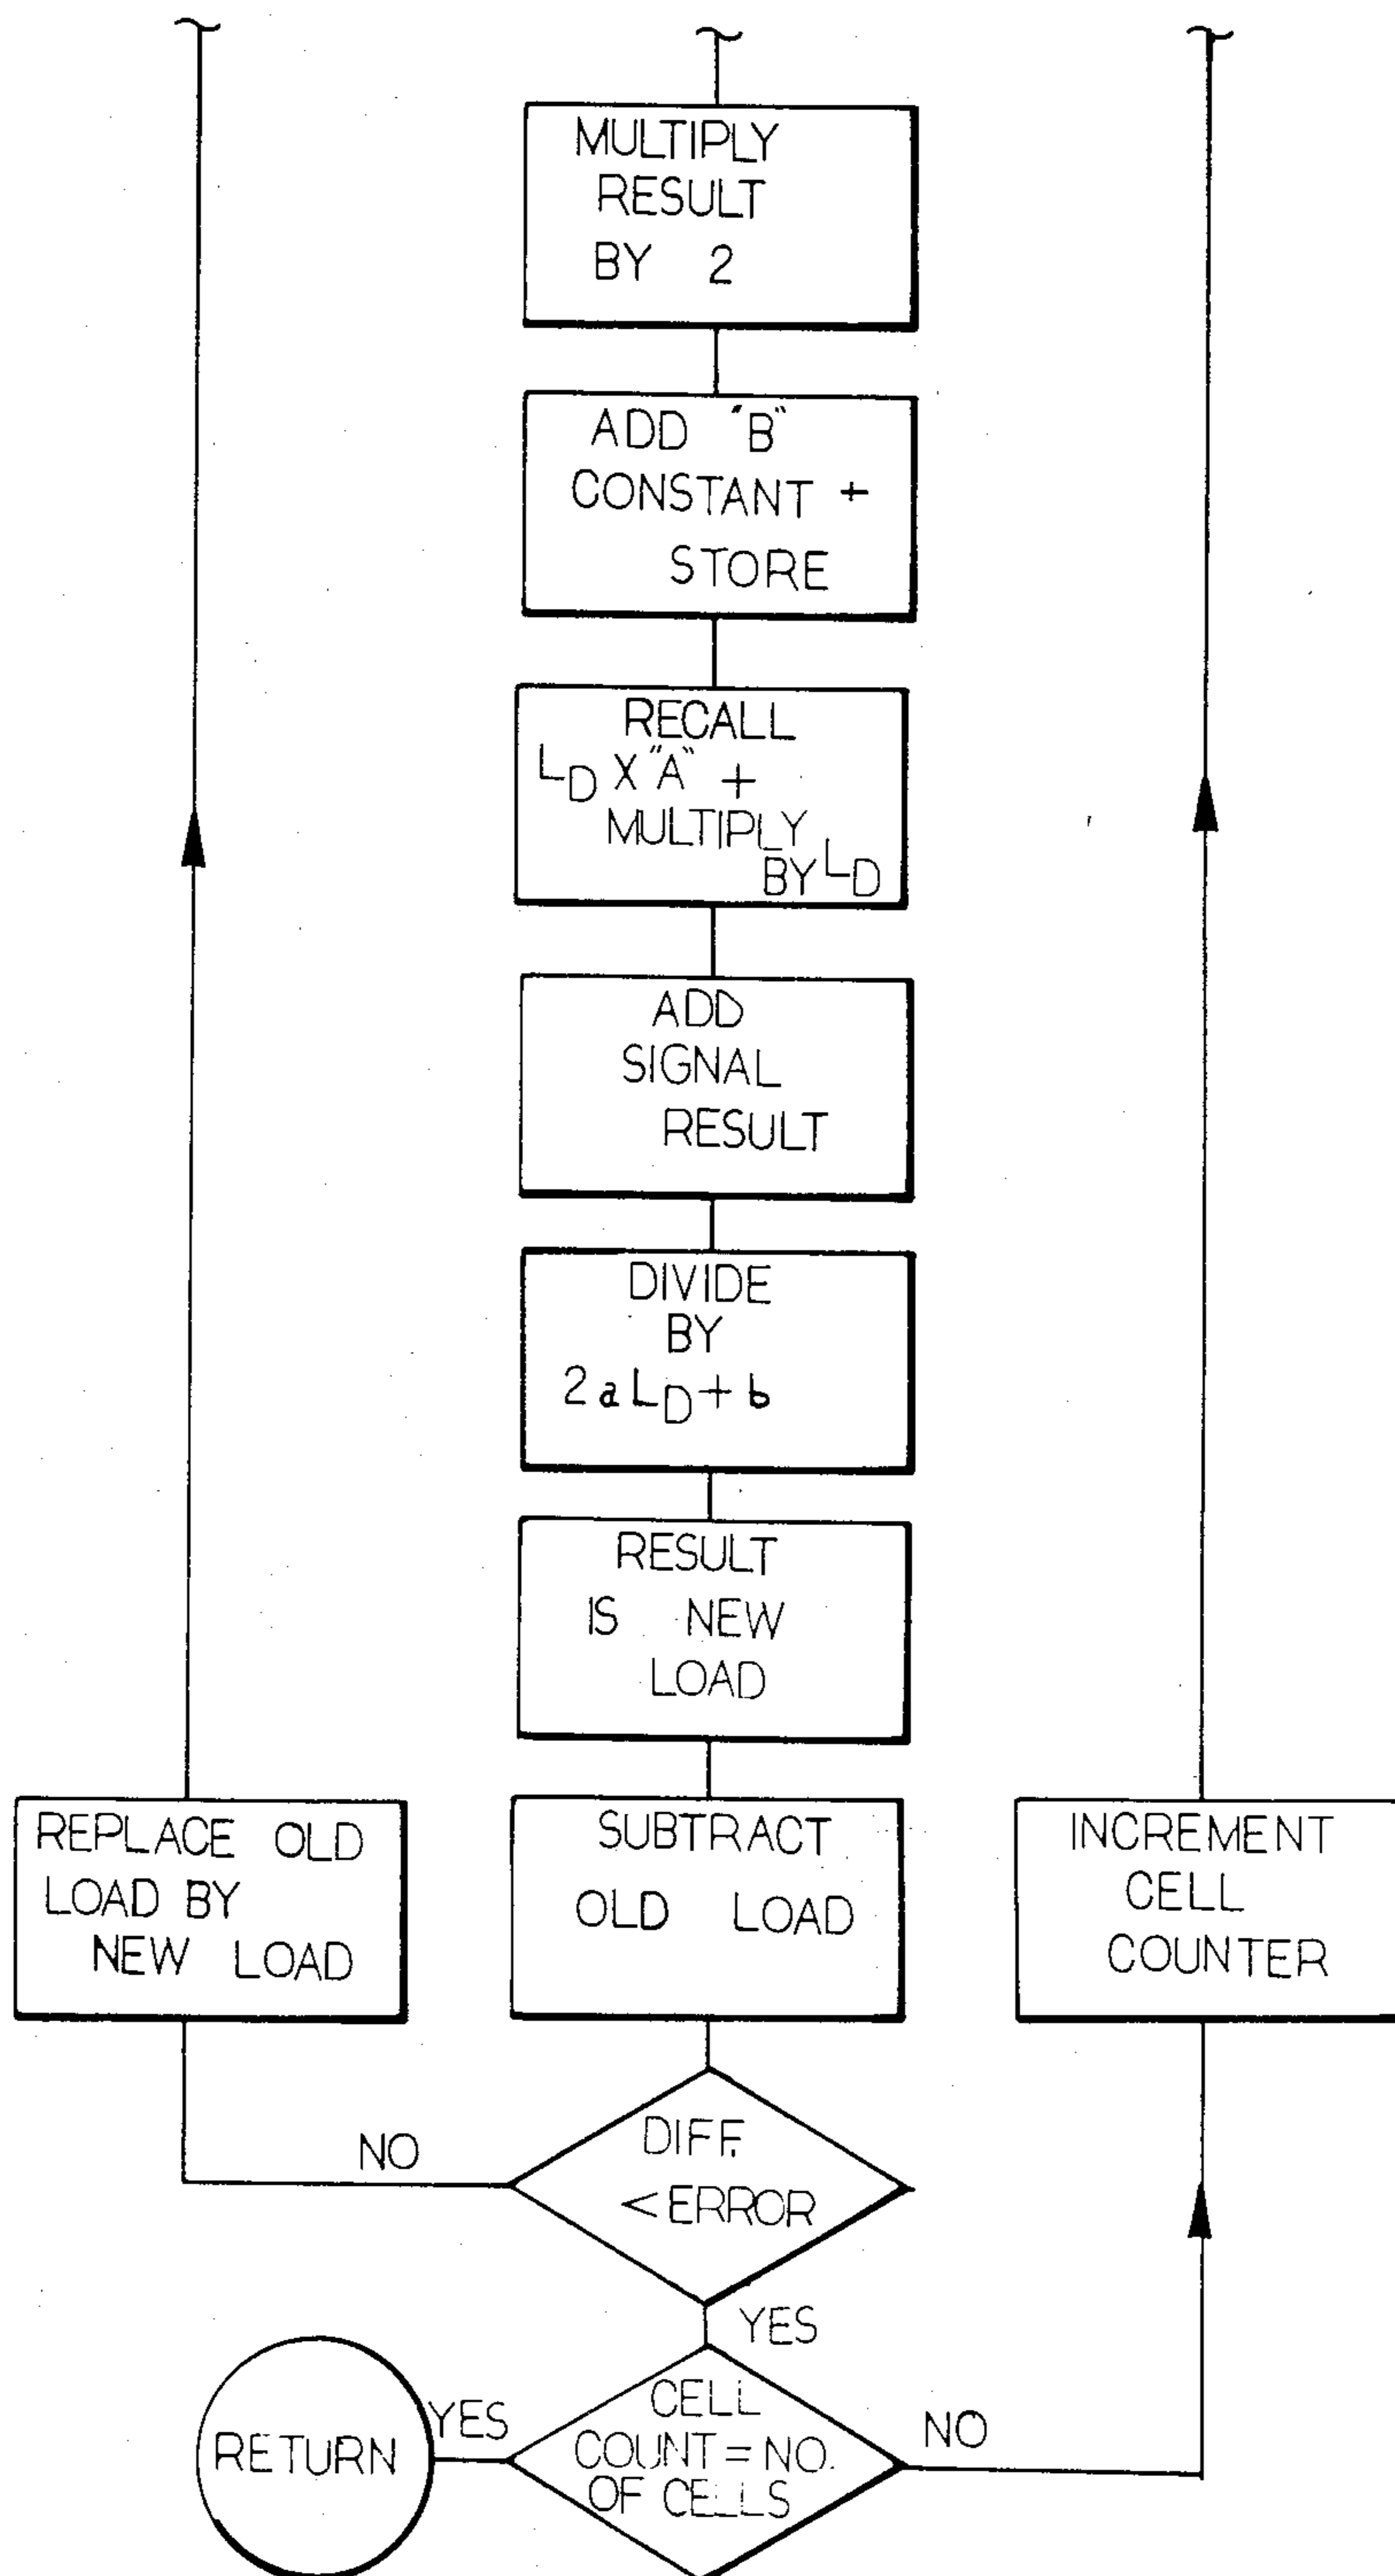 MULTIPLY
RESULT
BY 2
ADD "B"
CONSTANT +
STORE
RECALL
LD X "A" +
MULTIPLY
BY LD
ADD
SIGNAL
RESULT
DIVIDE
BY
2aLD+b
RESULT
IS NEW
LOAD
REPLACE OLD
LOAD BY
NEW LOAD
SUBTRACT
OLD LOAD
INCREMENT
CELL
COUNTER
NO
DIFF.
< ERROR
YES
RETURN
YES
CELL
COUNT = NO.
OF CELLS
NO